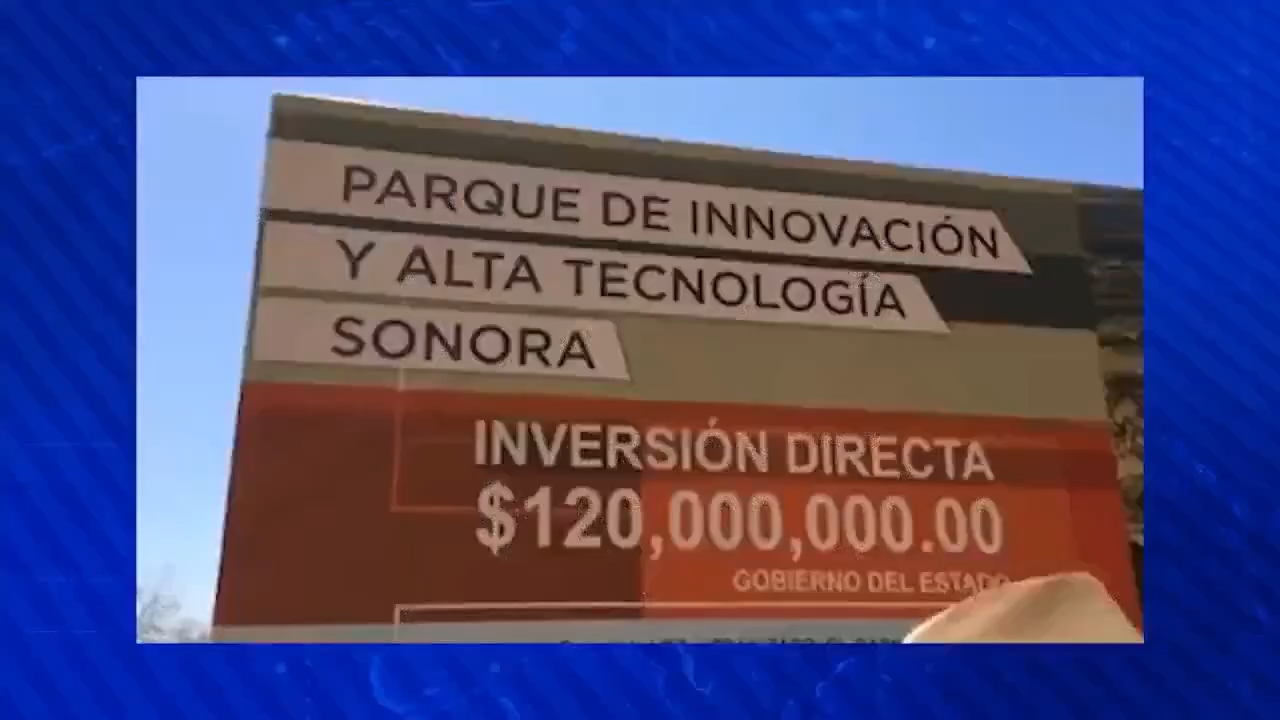 PARQUE DE INNOVACIÓN
Y ALTA TECNOLOGÍA
SONORA
INVERSIÓN DIRECTA
$120,000,000.00
GOBIERNO DEL ESTADO